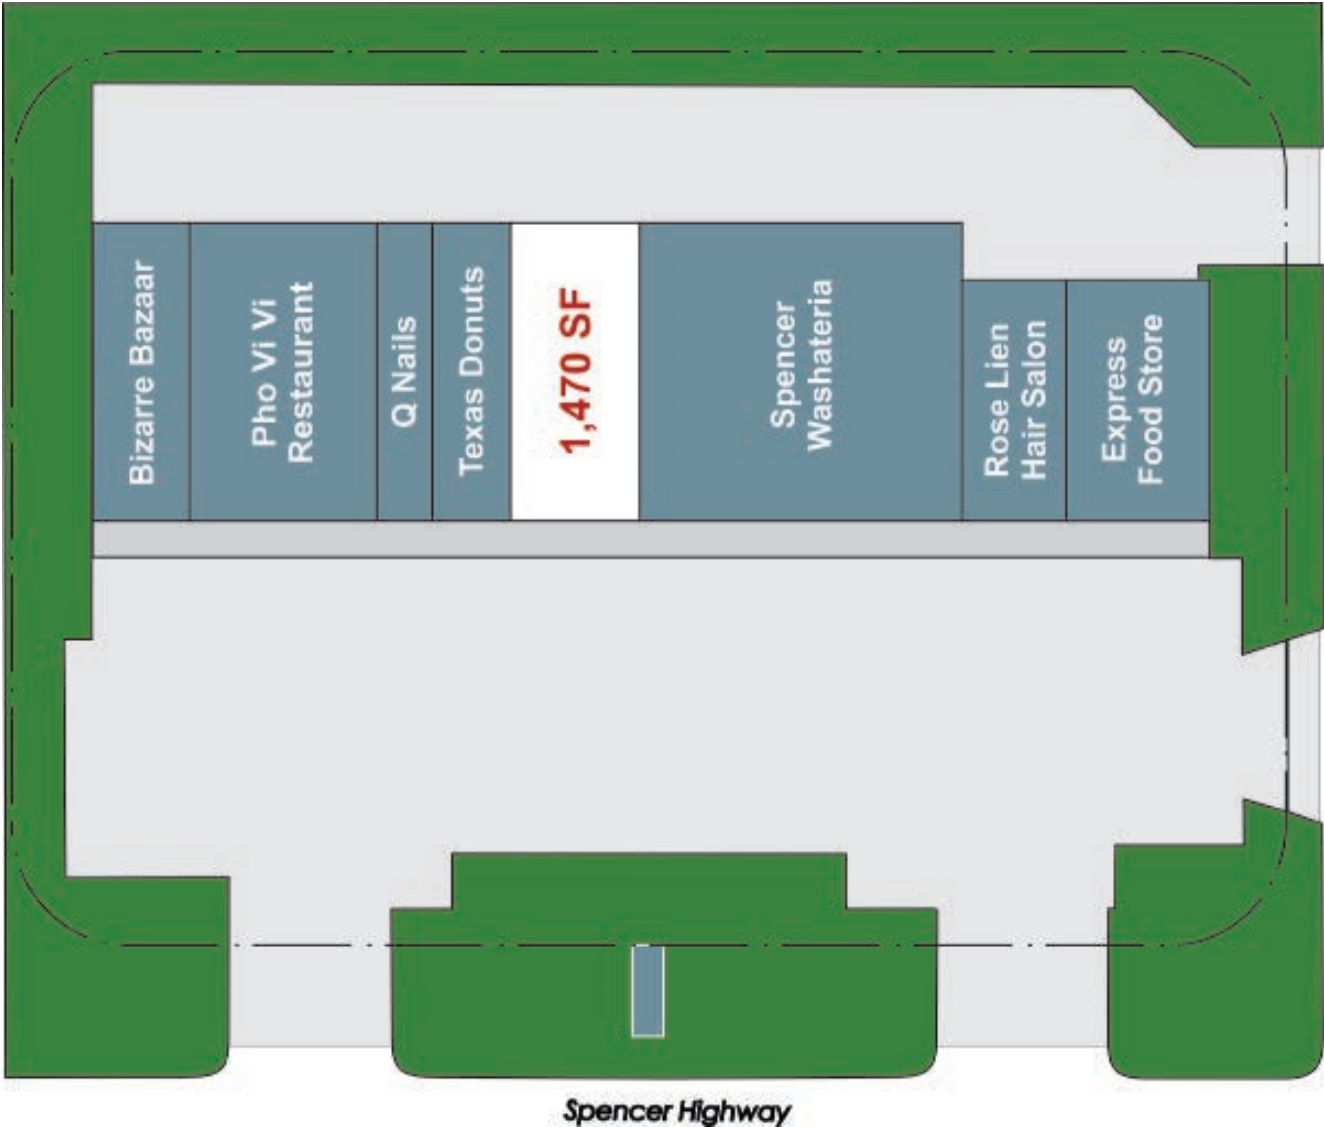 Bizarre Bazaar
Pho Vi Vi
Restaurant
Q Nails
Texas Donuts
1,470 SF
Spencer
Washateria
Rose Lien
Hair Salon
Express
Food Store
Spencer Highway